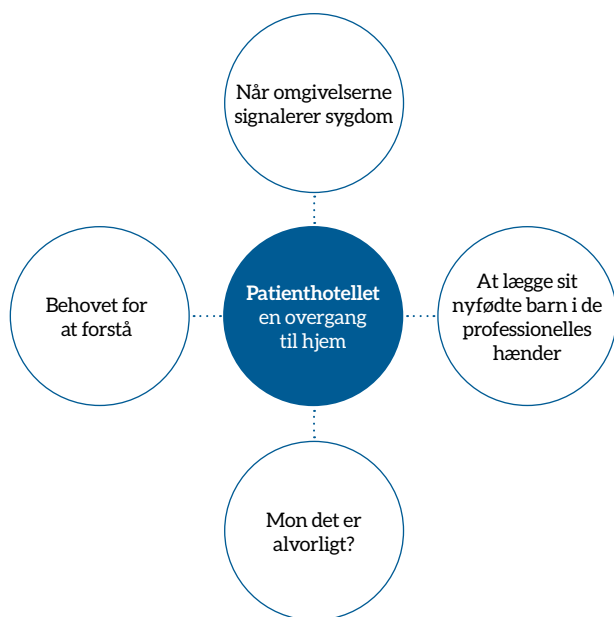 Når omgivelserne
signalerer sygdom
Behovet for
at forstå
Patienthotellet
en overgang
til hjem
At lægge sit
nyfødte barn i de
professionelles
hænder
Mon det er
alvorligt?